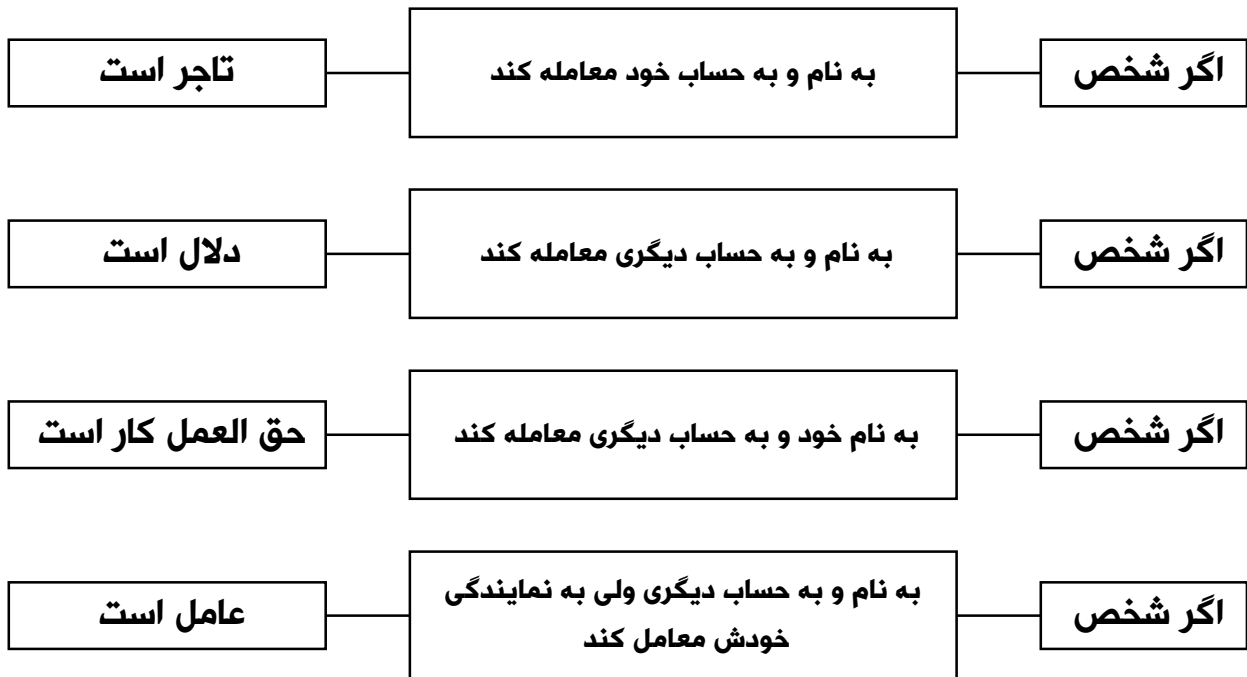 اگر شخص
به نام و به حساب خود معامله کند
تاجر است
اگر شخص
به نام و به حساب دیگری معامله کند
دلال است
اگر شخص
به نام خود و به حساب دیگری معامله کند
حق العمل کار است
اگر شخص
به نام و به حساب دیگری ولی به نمایندگی
خودش معامل کند
عامل است